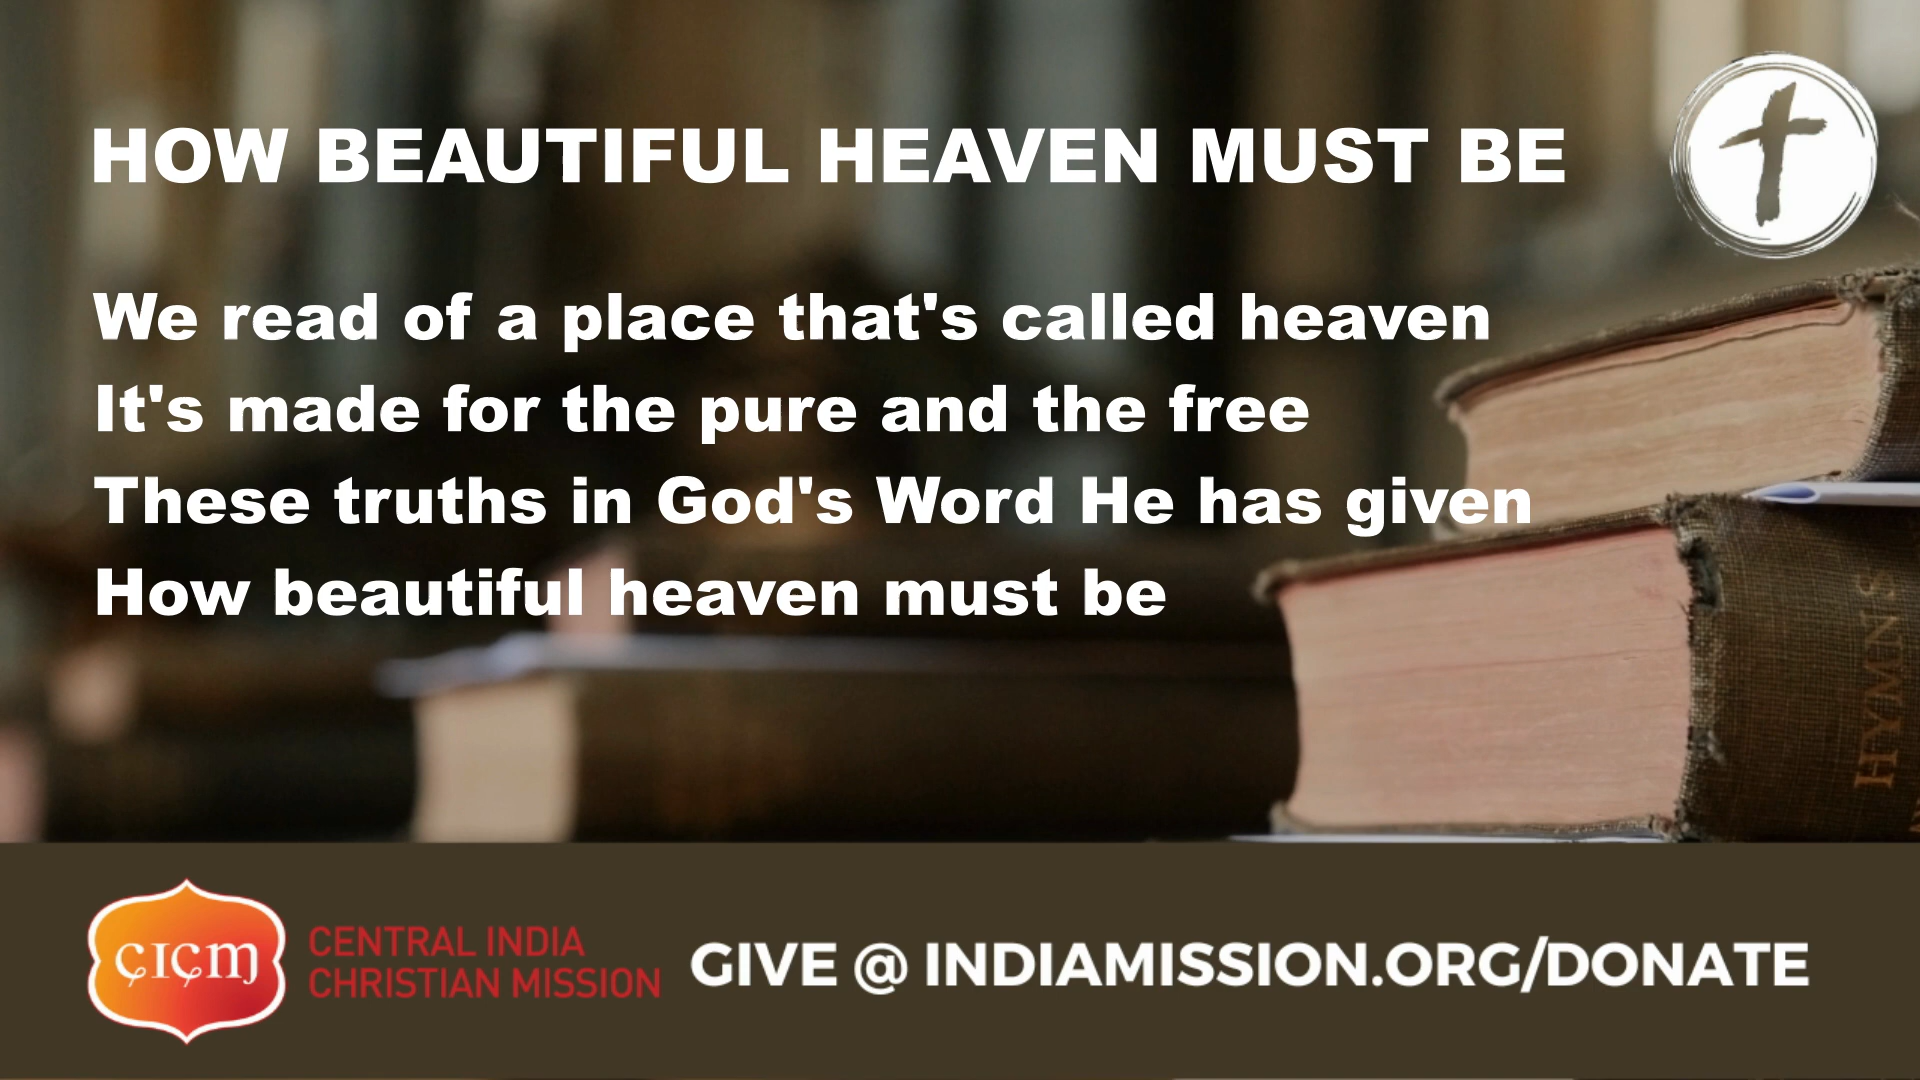 HOW BEAUTIFUL HEAVEN MUST BE
We read of a place that's called heaven
It's made for the pure and the free
These truths in God's Word He has given
How beautiful heaven must be
HYMNS
CICM
CENTRAL INDIA
CHRISTIAN MISSION
GIVE @ INDIAMISSION.ORG/DONATE